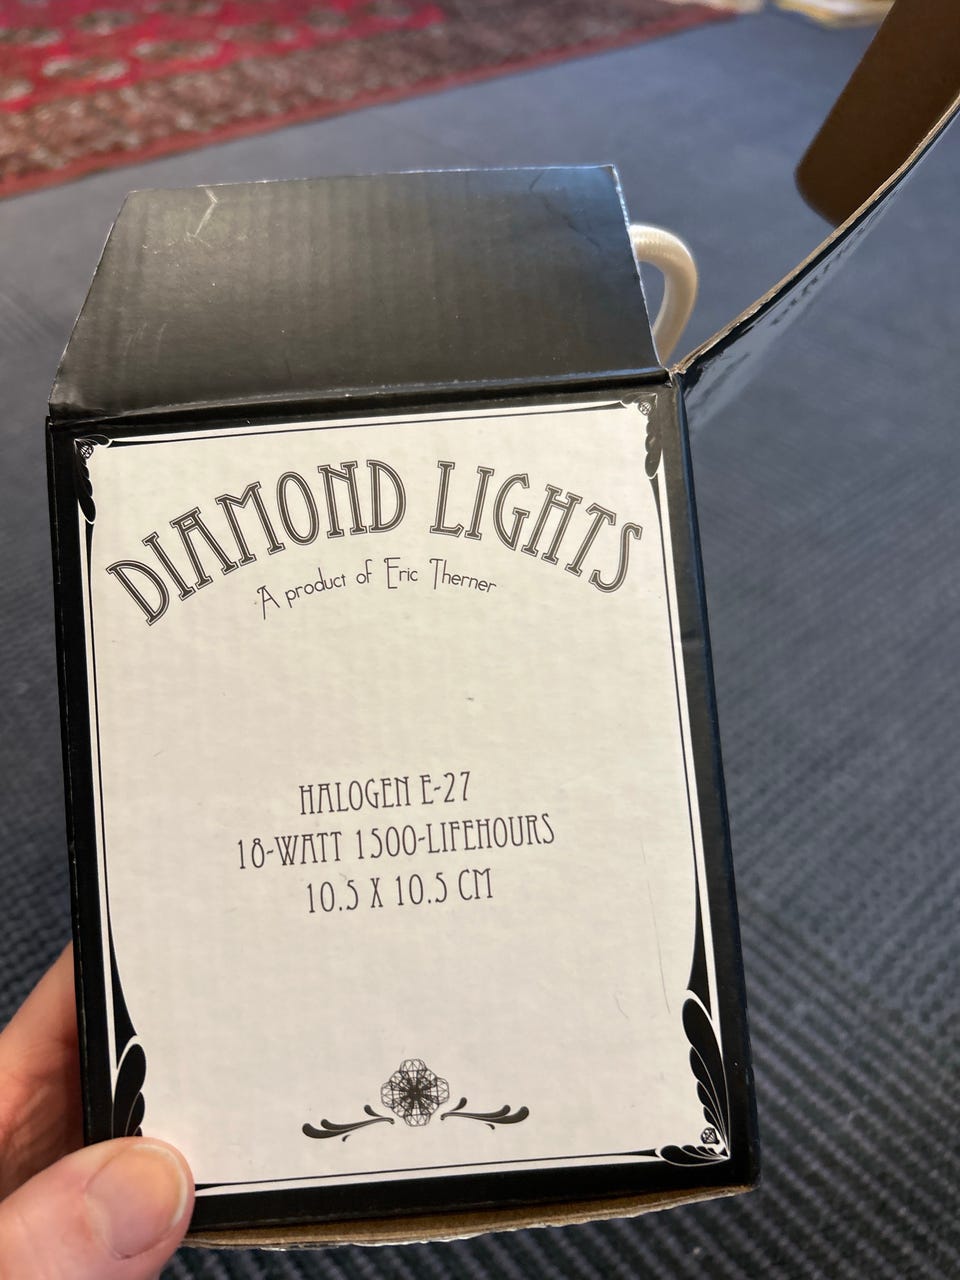 DIAMOND LIGHTS
A product of Eric Therner
HALOGEN E-27
18-WATT 1500-LIFEHOURS
10.5 X 10.5 CM